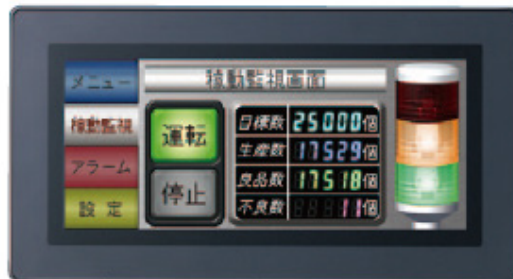 稼動監視画面
メニュー
稼動監視
アラーム
設定
運転
停止
目標数 25000個
生産数 17529個
良品数 17518個
不良数 11個